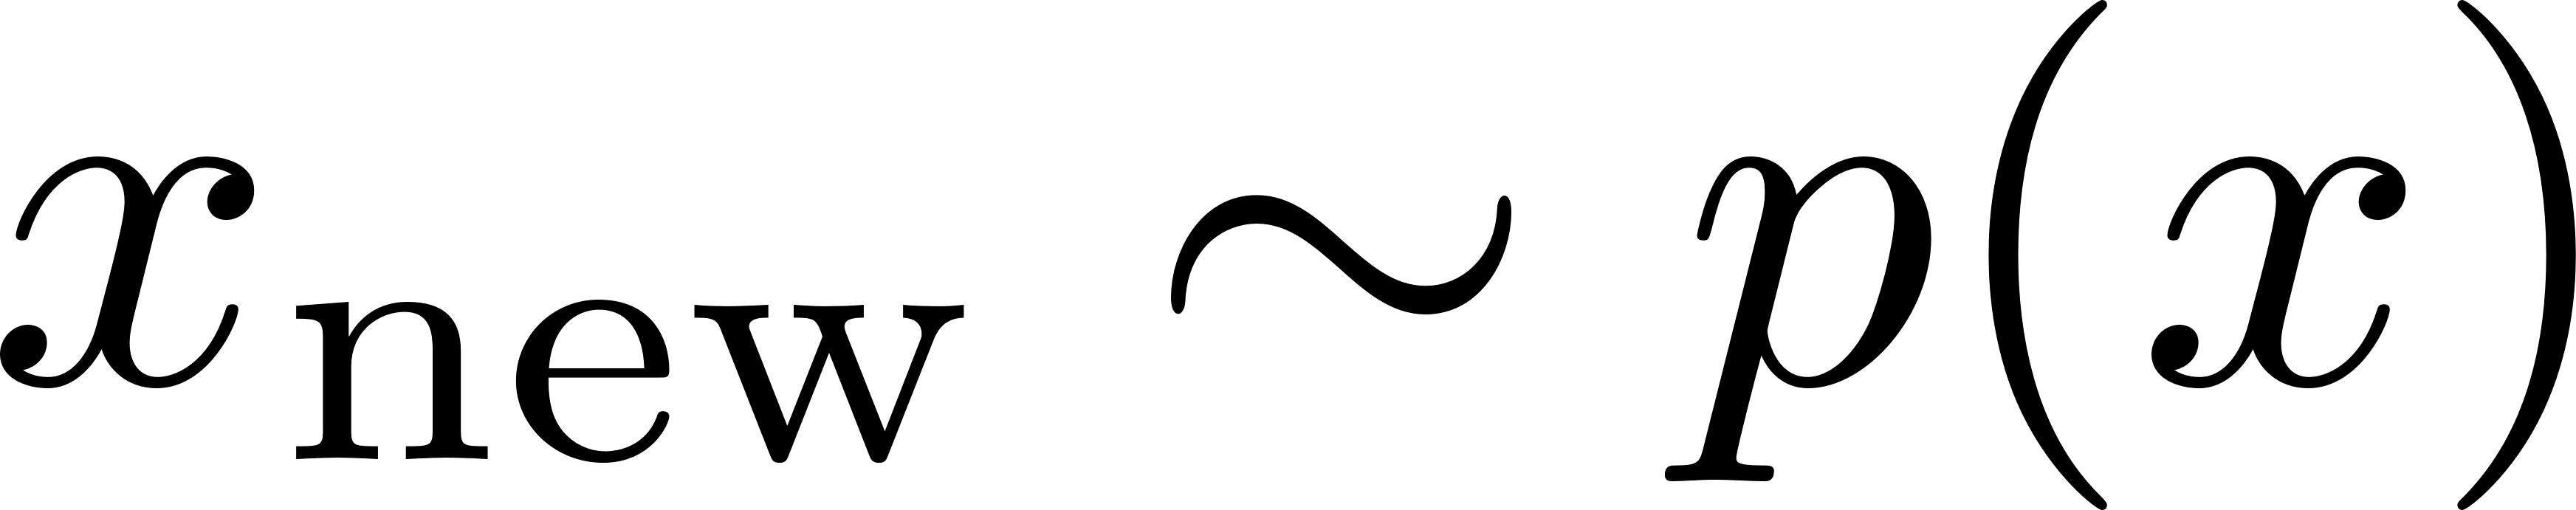 x_new ∼ p(x)